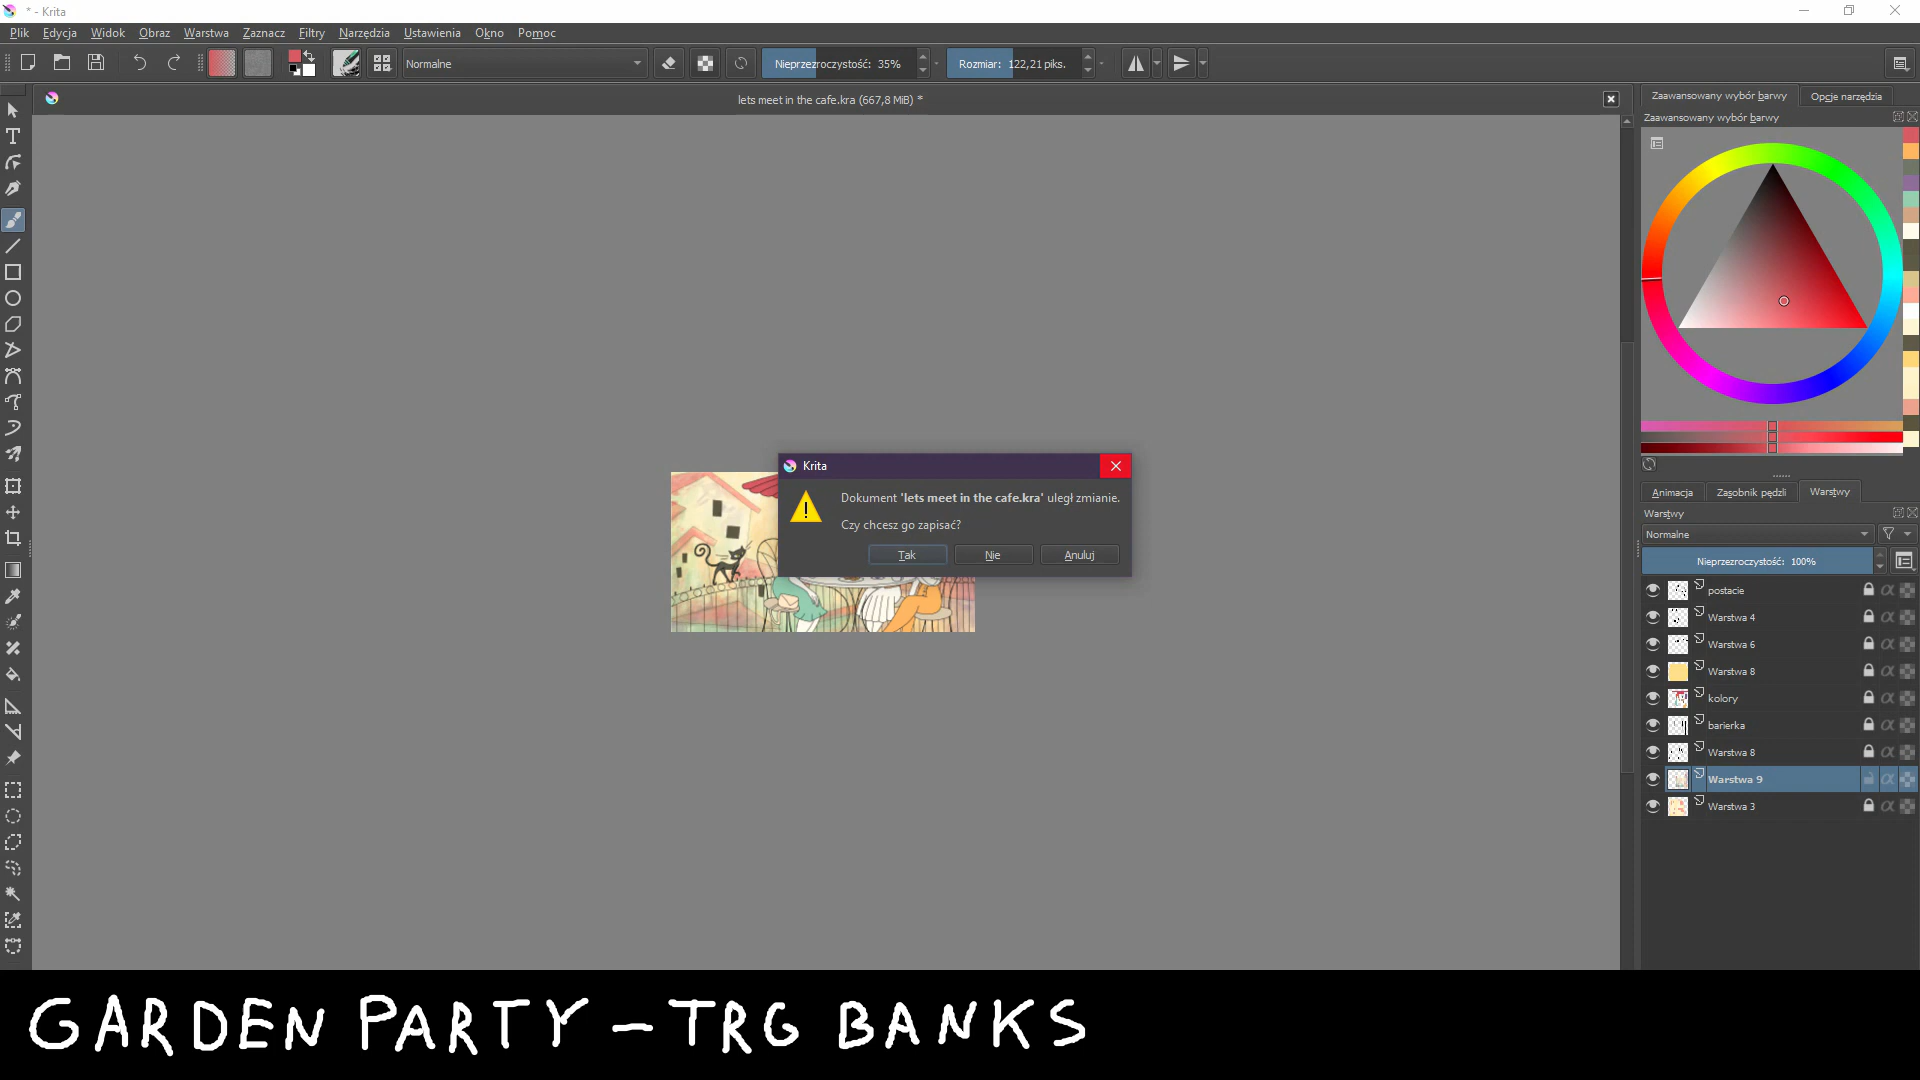 * - Krita
Plik Edycja Widok Obraz Warstwa Zaznacz Filtry Narzędzia Ustawienia Okno Pomoc
Normalne
Nieprzezroczystość: 35%
Rozmiar: 122,21 piks.
lets meet in the cafe.kra (667,8 MiB) *
Zaawansowany wybór barwy
Opcje narzędzia
Zaawansowany wybór barwy
Krita
Dokument 'lets meet in the cafe.kra' uległ zmianie.
Czy chcesz go zapisać?
Tak Nie Anuluj
Animacja Zasobnik pędzli Warstwy
Warstwy
Normalne
Nieprzezroczystość: 100%
postacie
Warstwa 4
Warstwa 6
Warstwa 8
kolory
barierka
Warstwa 8
Warstwa 9
Warstwa 3
GARDEN PARTY – TRG BANKS